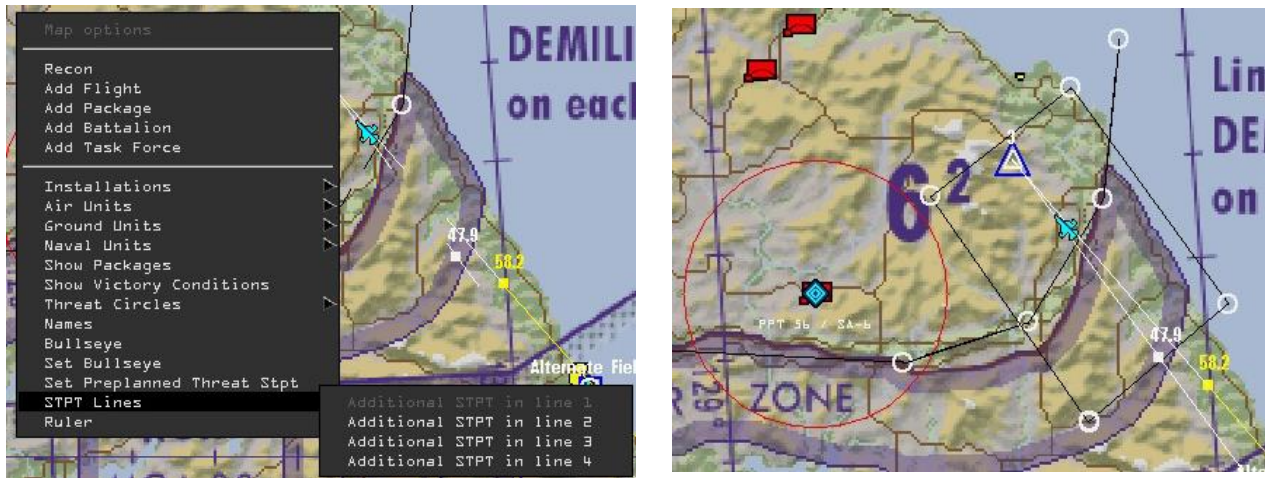 Map options
Recon
Add Flight
Add Package
Add Battalion
Add Task Force
Installations
Air Units
Ground Units
Naval Units
Show Packages
Show Victory Conditions
Threat Circles
Names
Bullseye
Set Bullseye
Set Preplanned Threat Stpt
STPT Lines
Ruler
Additional STPT in line 1
Additional STPT in line 2
Additional STPT in line 3
Additional STPT in line 4
DEMILI
on each
47.9
58.2
Alternate Fiel
Lin
DE
on
6 2
3
PPT 56 / SA-6
47.9
58.2
ZONE